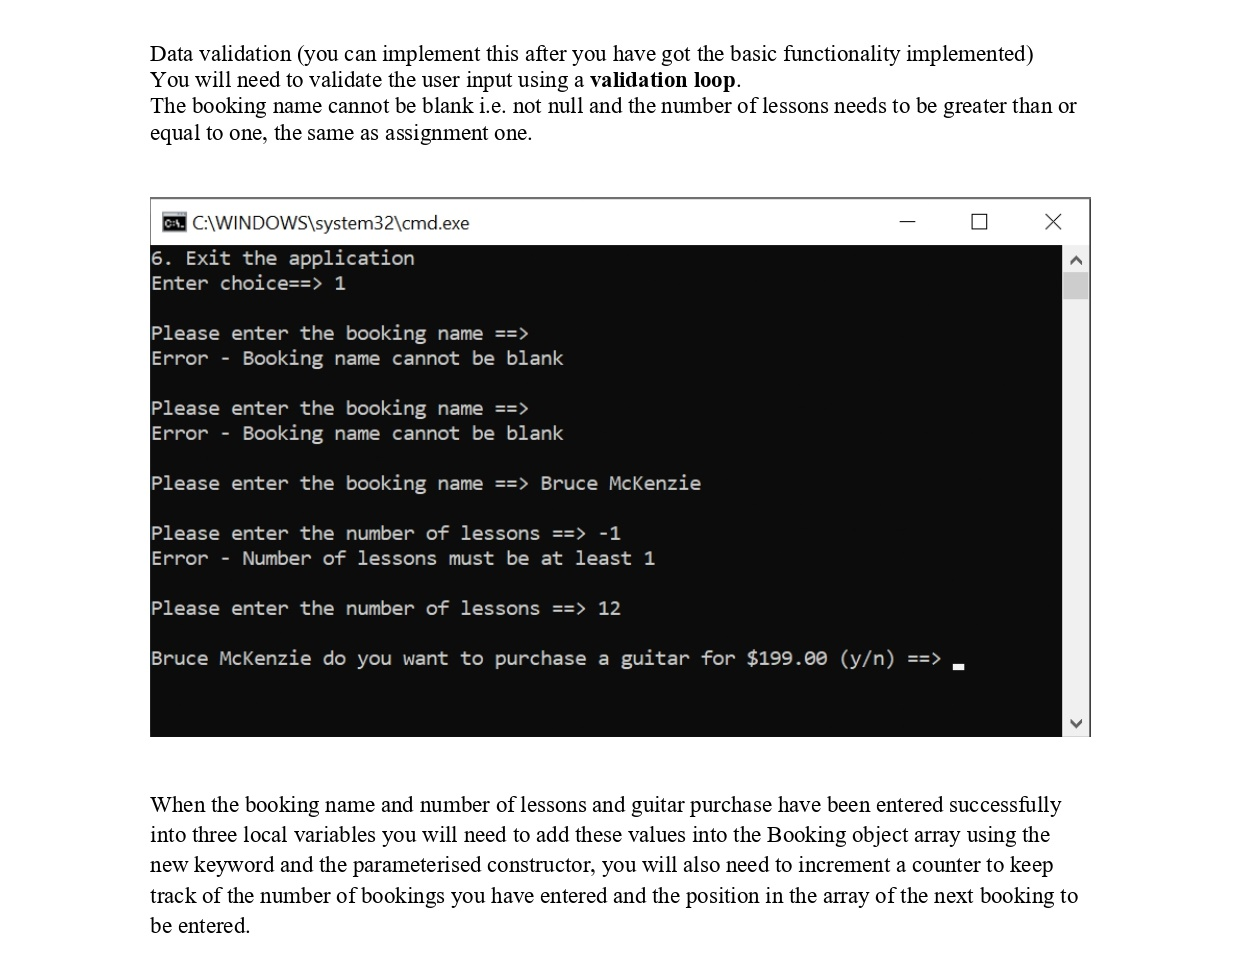 Data validation (you can implement this after you have got the basic functionality implemented)
You will need to validate the user input using a validation loop.
The booking name cannot be blank i.e. not null and the number of lessons needs to be greater than or
equal to one, the same as assignment one.
C:\WINDOWS\system32\cmd.exe
6. Exit the application
Enter choice==> 1
Please enter the booking name ==>
Error - Booking name cannot be blank
Please enter the booking name ==>
Error - Booking name cannot be blank
Please enter the booking name ==> Bruce McKenzie
Please enter the number of lessons ==> -1
Error - Number of lessons must be at least 1
Please enter the number of lessons ==> 12
Bruce McKenzie do you want to purchase a guitar for $199.00 (y/n) ==>
When the booking name and number of lessons and guitar purchase have been entered successfully
into three local variables you will need to add these values into the Booking object array using the
new keyword and the parameterised constructor, you will also need to increment a counter to keep
track of the number of bookings you have entered and the position in the array of the next booking to
be entered.